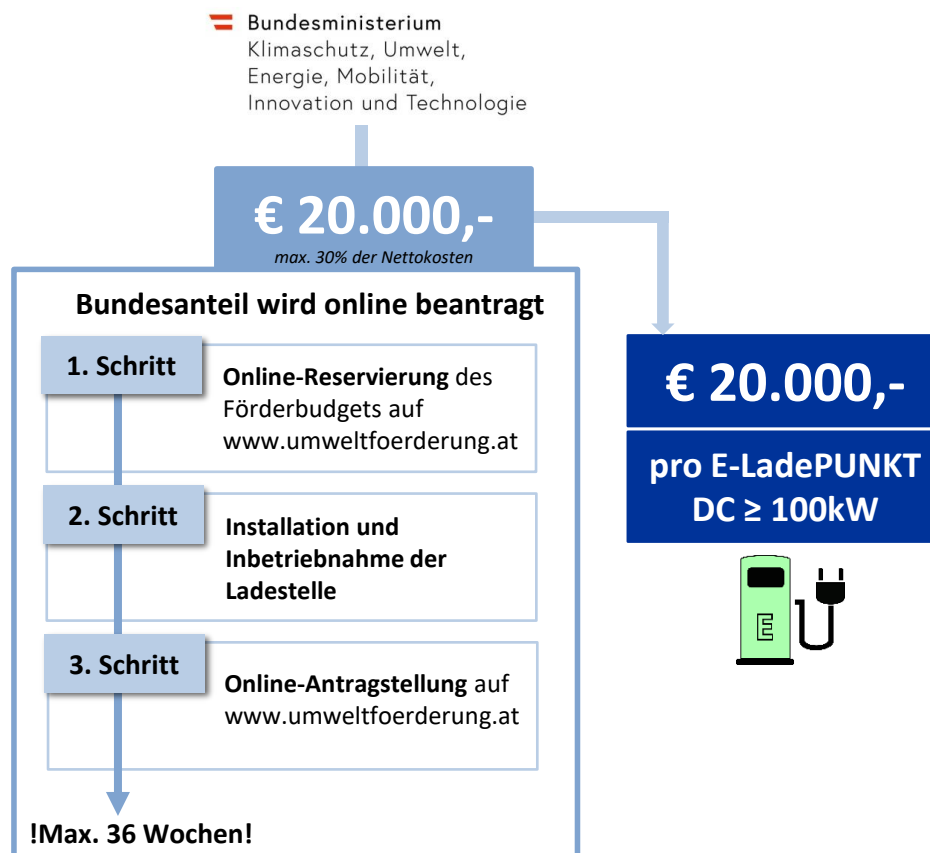 Bundesministerium
Klimaschutz, Umwelt,
Energie, Mobilität,
Innovation und Technologie
€ 20.000,-
max. 30% der Nettokosten
Bundesanteil wird online beantragt
1. Schritt
Online-Reservierung des
Förderbudgets auf
www.umweltfoerderung.at
2. Schritt
Installation und
Inbetriebnahme der
Ladestelle
3. Schritt
Online-Antragstellung auf
www.umweltfoerderung.at
!Max. 36 Wochen!
€ 20.000,-
pro E-LadePUNKT
DC ≥ 100kW
E